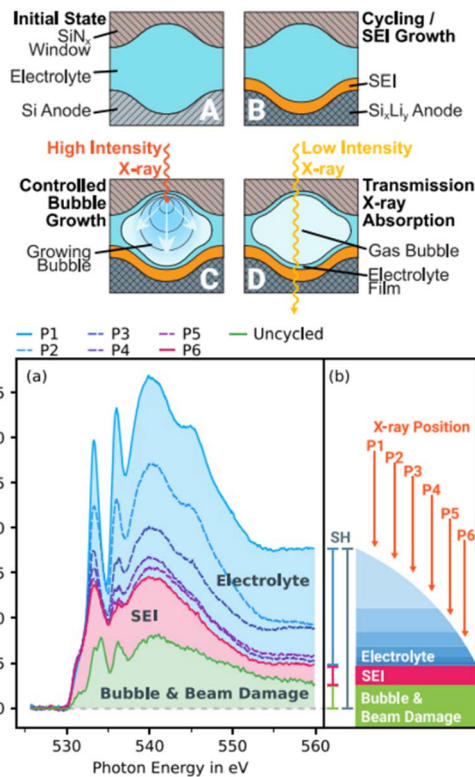 Initial State
SiNx
Window
Electrolyte
Si Anode
A
Cycling /
SEI Growth
B
SEI
SixLiy Anode
High Intensity
X-ray
Low Intensity
X-ray
Controlled
Bubble
Growth
Growing
Bubble
C
Transmission
X-ray
Absorption
D
Gas Bubble
Electrolyte
Film
P1 P3 P5 Uncycled
P2 P4 P6
(a)
Electrolyte
SEI
Bubble & Beam Damage
530 540 550 560
Photon Energy in eV
(b)
X-ray Position
P1
P2
P3
P4
P5
P6
SH
Electrolyte
SEI
Bubble &
Beam Damage